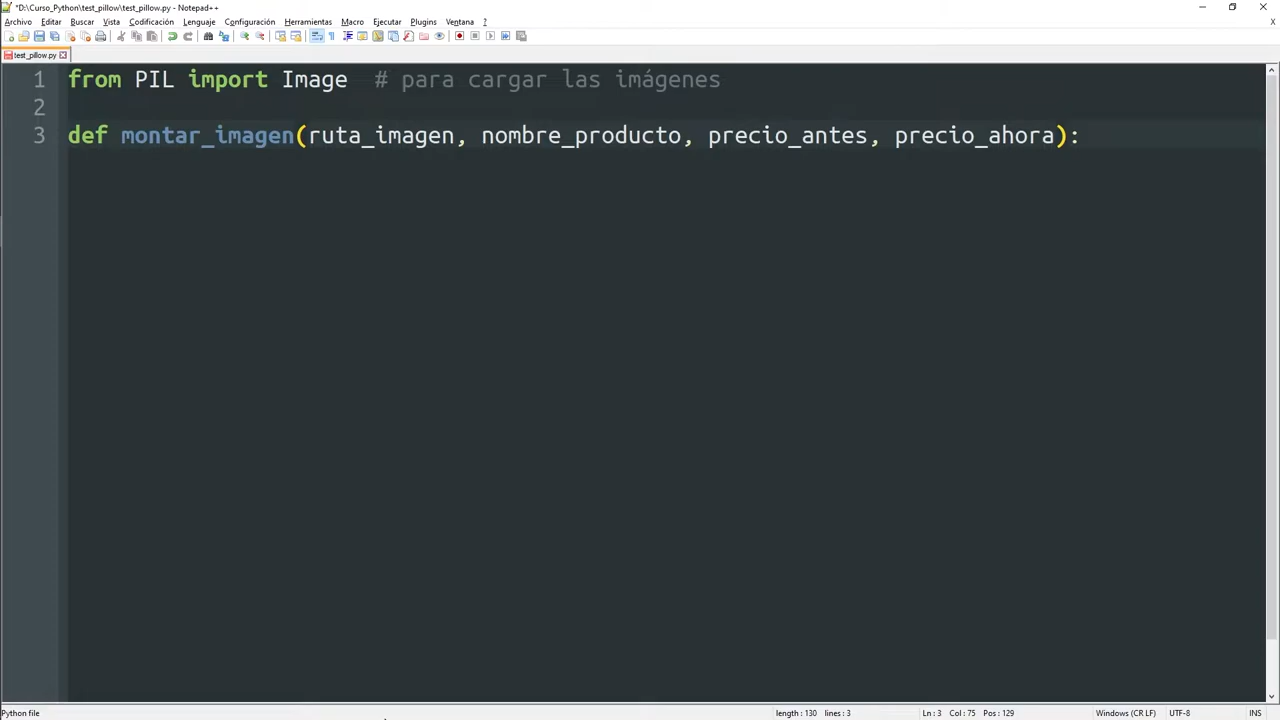 *D:\Curso_Python\test_pillow\test_pillow.py - Notepad++
Archivo Editar Buscar Vista Codificación Lenguaje Configuración Herramientas Macro Ejecutar Plugins Ventana ?
X
test_pillow.py
1 from PIL import Image  # para cargar las imágenes
2
3 def montar_imagen(ruta_imagen, nombre_producto, precio_antes, precio_ahora):
Python file length : 130 lines : 3 Ln : 3 Col : 75 Pos : 129 Windows (CR LF) UTF-8 INS